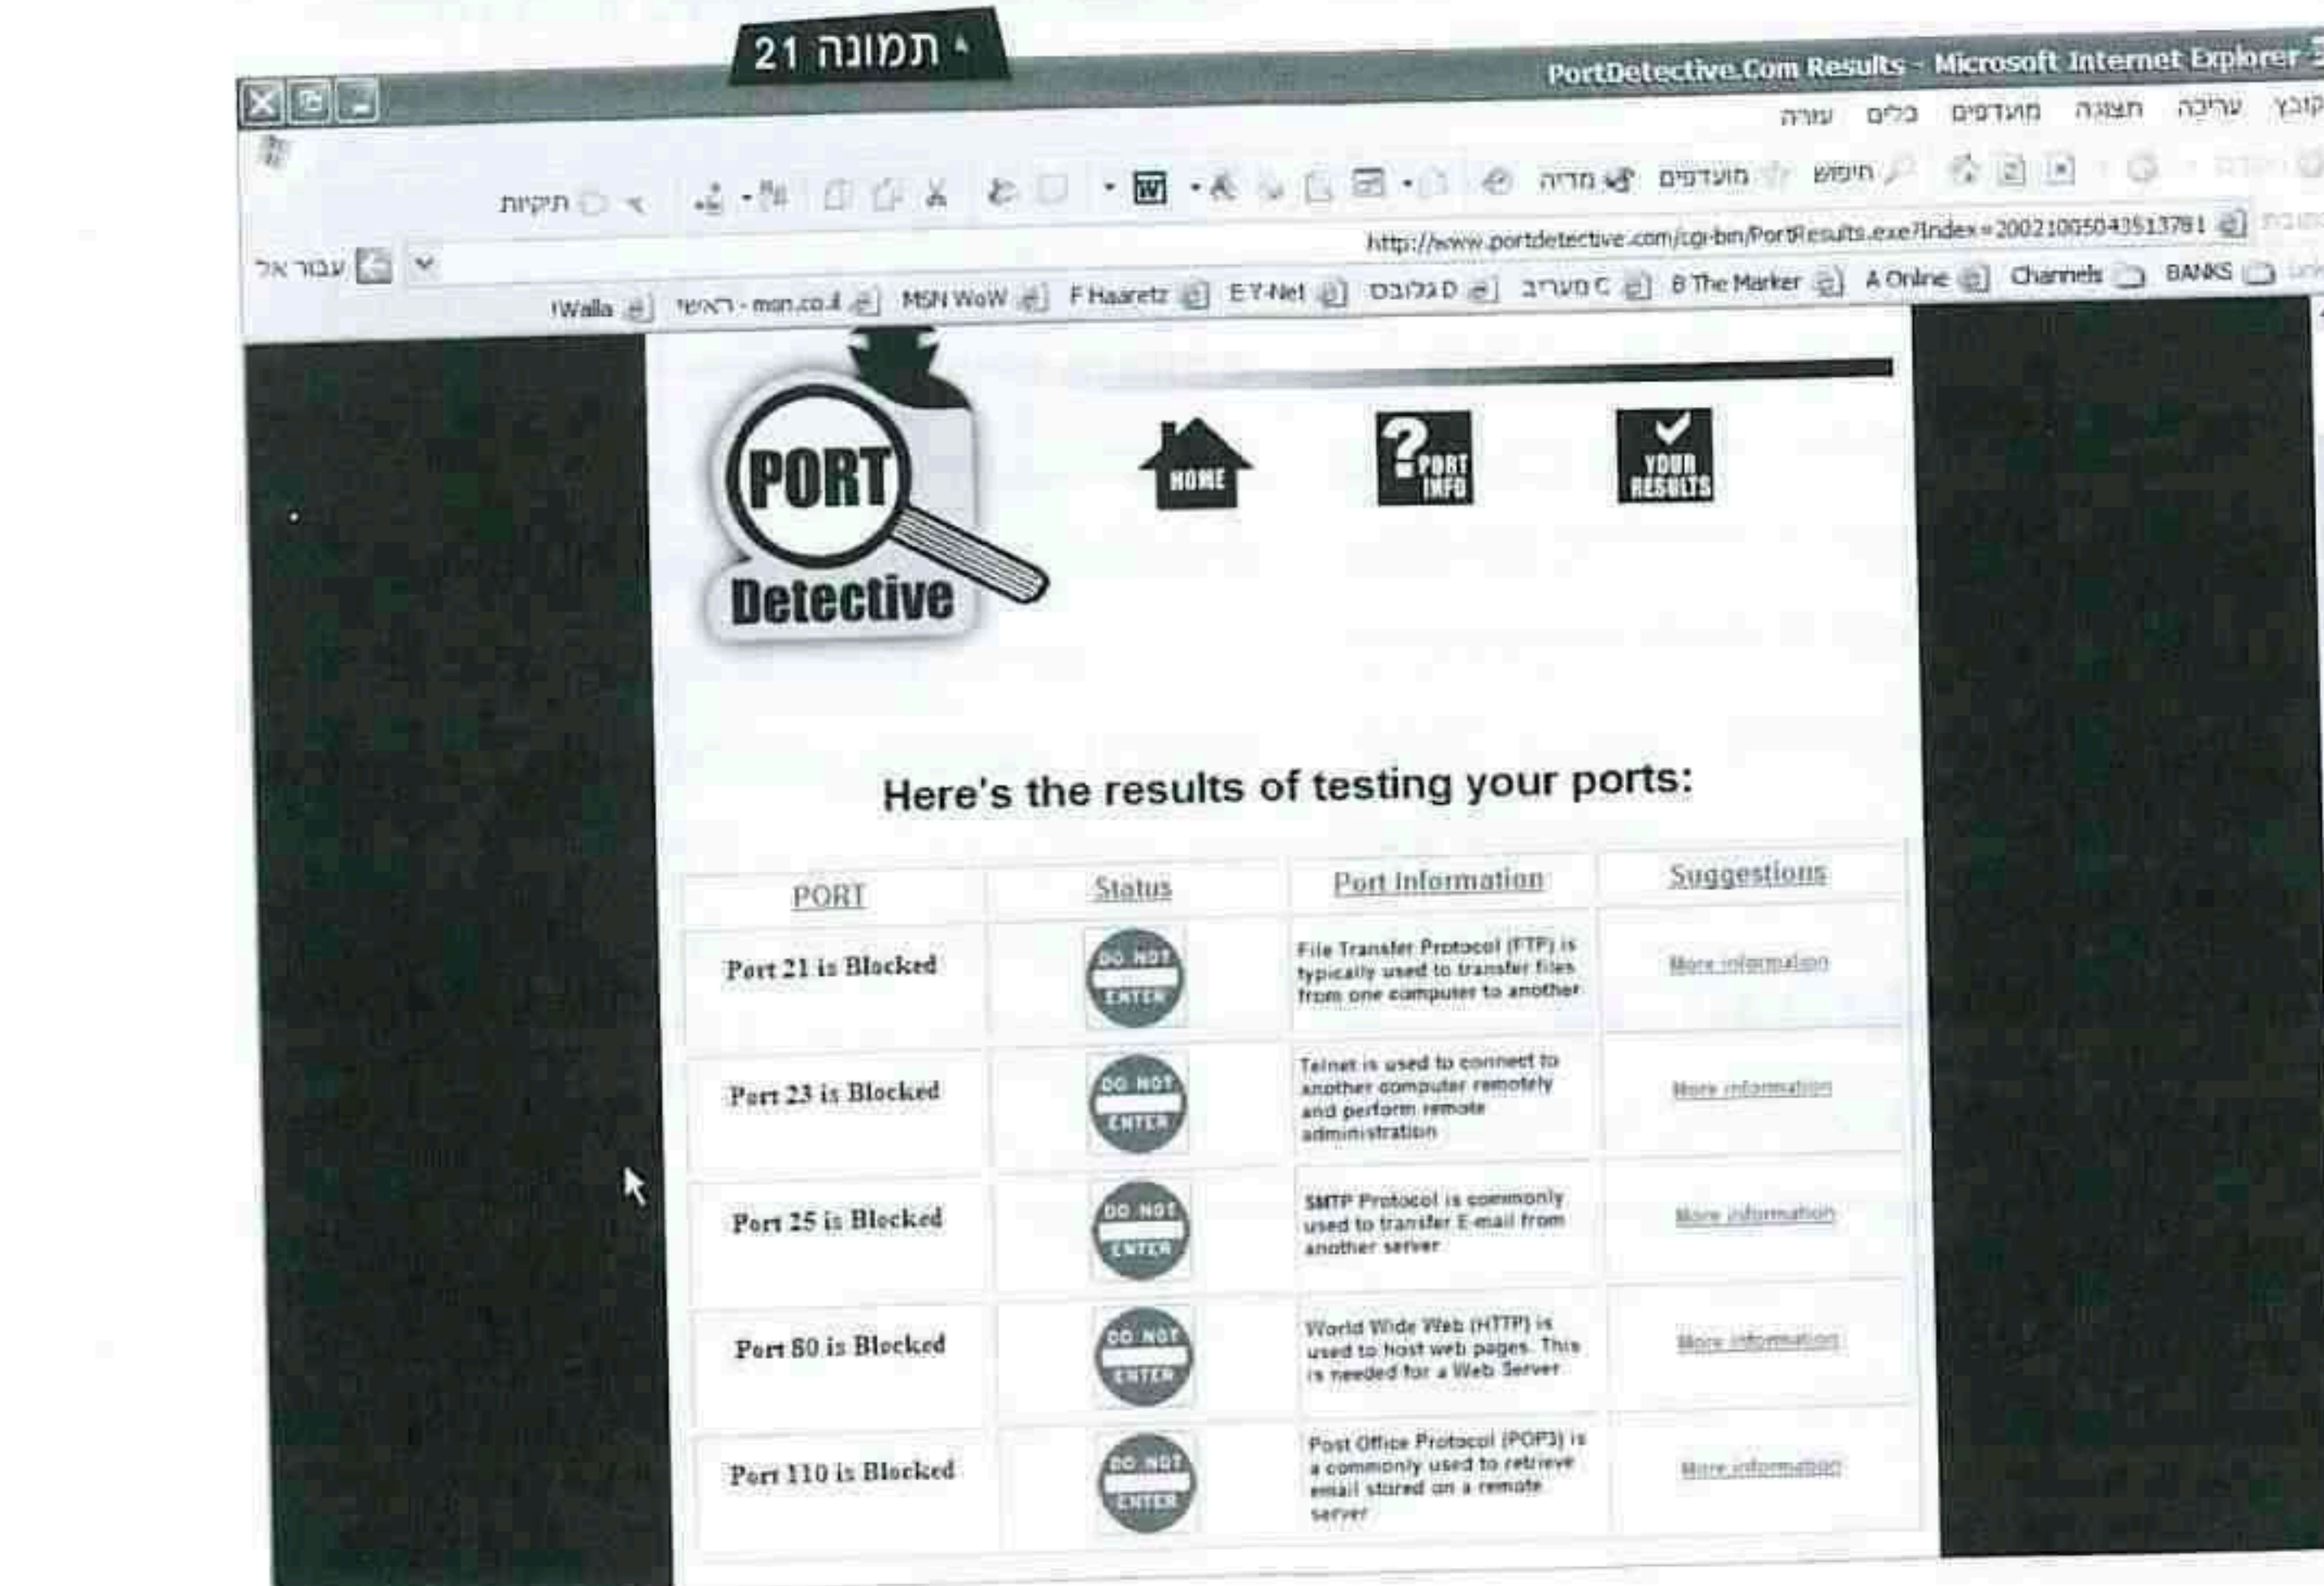 תמונה 21
PortDetective.Com Results - Microsoft Internet Explorer
קובץ עריכה תצוגה מועדפים כלים עזרה
חיפוש מועדפים מדיה תיקיות
http://www.portdetective.com/cgi-bin/PortResults.exe?Index=20021005043513781
עבור אל
BANKS Channels A Online B The Marker C מעריב D גלובס E Y-Net F Haaretz MSN WoW msn.co.il - ראשי Walla!
PORT
Detective
HOME
? PORT INFO
YOUR RESULTS
Here's the results of testing your ports:
PORT Status Port Information Suggestions
Port 21 is Blocked
DO NOT ENTER
File Transfer Protocol (FTP) is
typically used to transfer files
from one computer to another
More information
Port 23 is Blocked
DO NOT ENTER
Telnet is used to connect to
another computer remotely
and perform remote
administration
More information
Port 25 is Blocked
DO NOT ENTER
SMTP Protocol is commonly
used to transfer E-mail from
another server
More information
Port 80 is Blocked
DO NOT ENTER
World Wide Web (HTTP) is
used to host web pages. This
is needed for a Web Server
More information
Port 110 is Blocked
DO NOT ENTER
Post Office Protocol (POP3) is
a commonly used to retrieve
email stored on a remote
server
More information